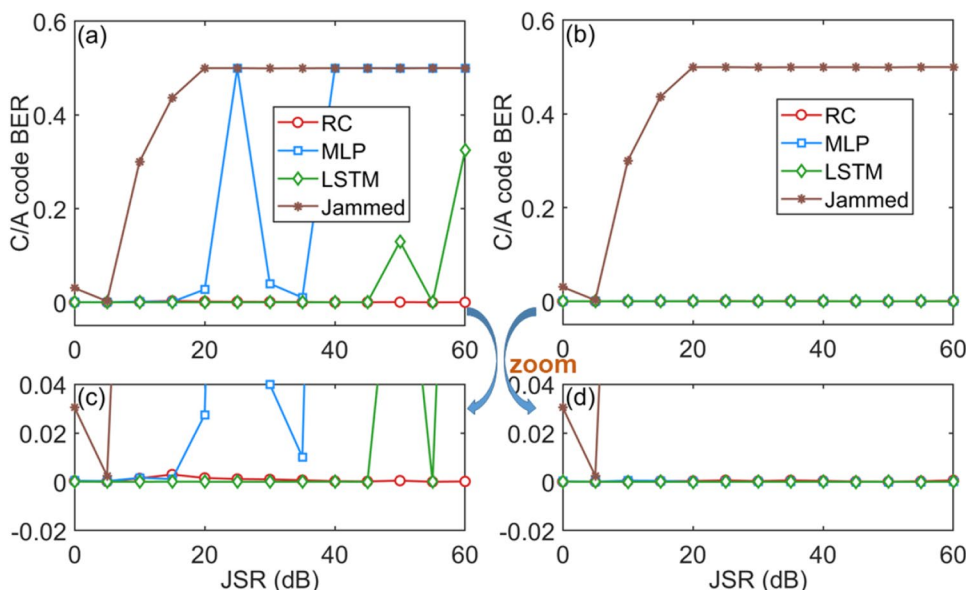 (a)
C/A code BER
0.6
0.4
0.2
0
RC
MLP
LSTM
Jammed
0 20 40 60
(b)
C/A code BER
0.6
0.4
0.2
0
RC
MLP
LSTM
Jammed
0 20 40 60
zoom
(c)
0.04
0.02
0
-0.02
0 20 40 60
JSR (dB)
(d)
0.04
0.02
0
-0.02
0 20 40 60
JSR (dB)